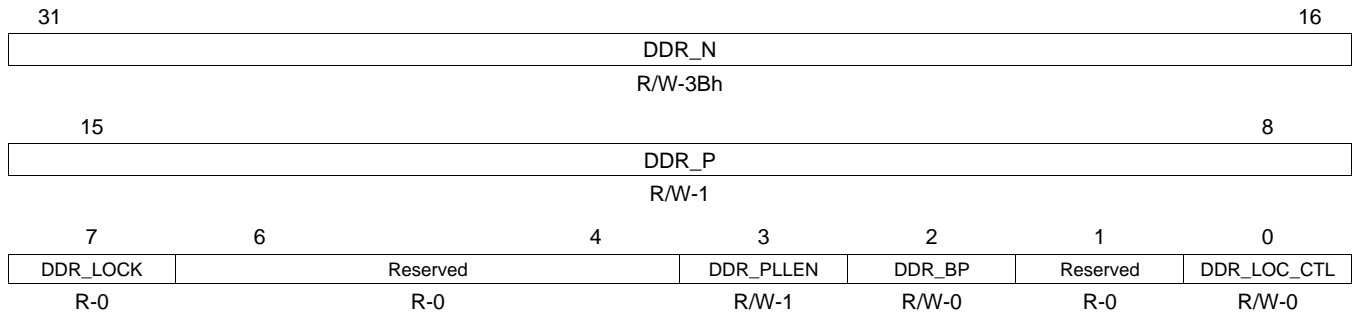 31 16
DDR_N
R/W-3Bh
15 8
DDR_P
R/W-1
7 6 4 3 2 1 0
DDR_LOCK Reserved DDR_PLLEN DDR_BP Reserved DDR_LOC_CTL
R-0 R-0 R/W-1 R/W-0 R-0 R/W-0